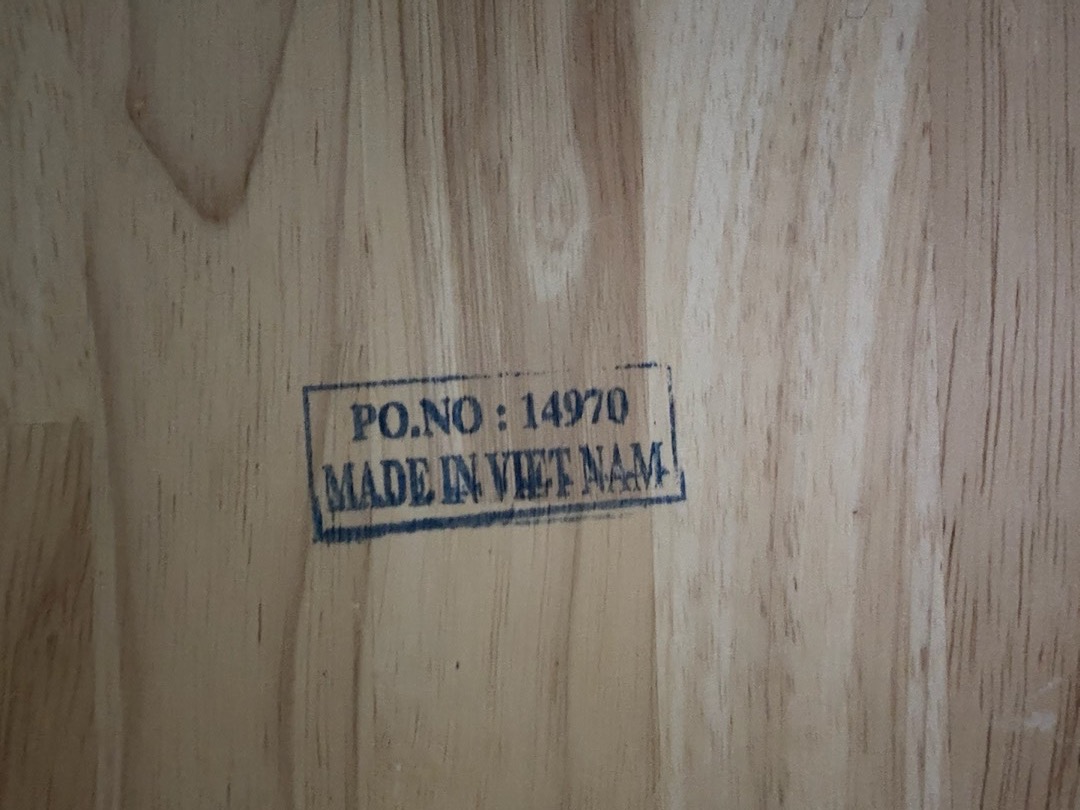 PO.NO : 14970
MADE IN VIET NAM